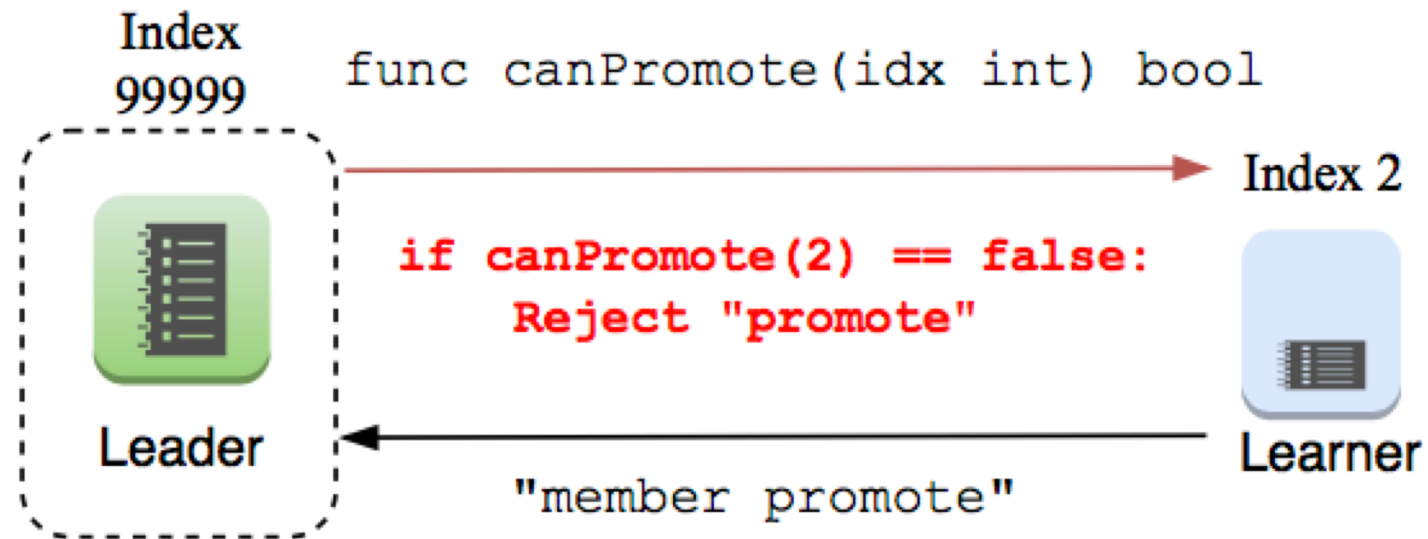 Index
99999
func canPromote(idx int) bool
Index 2
if canPromote(2) == false:
Reject "promote"
Leader
Learner
"member promote"